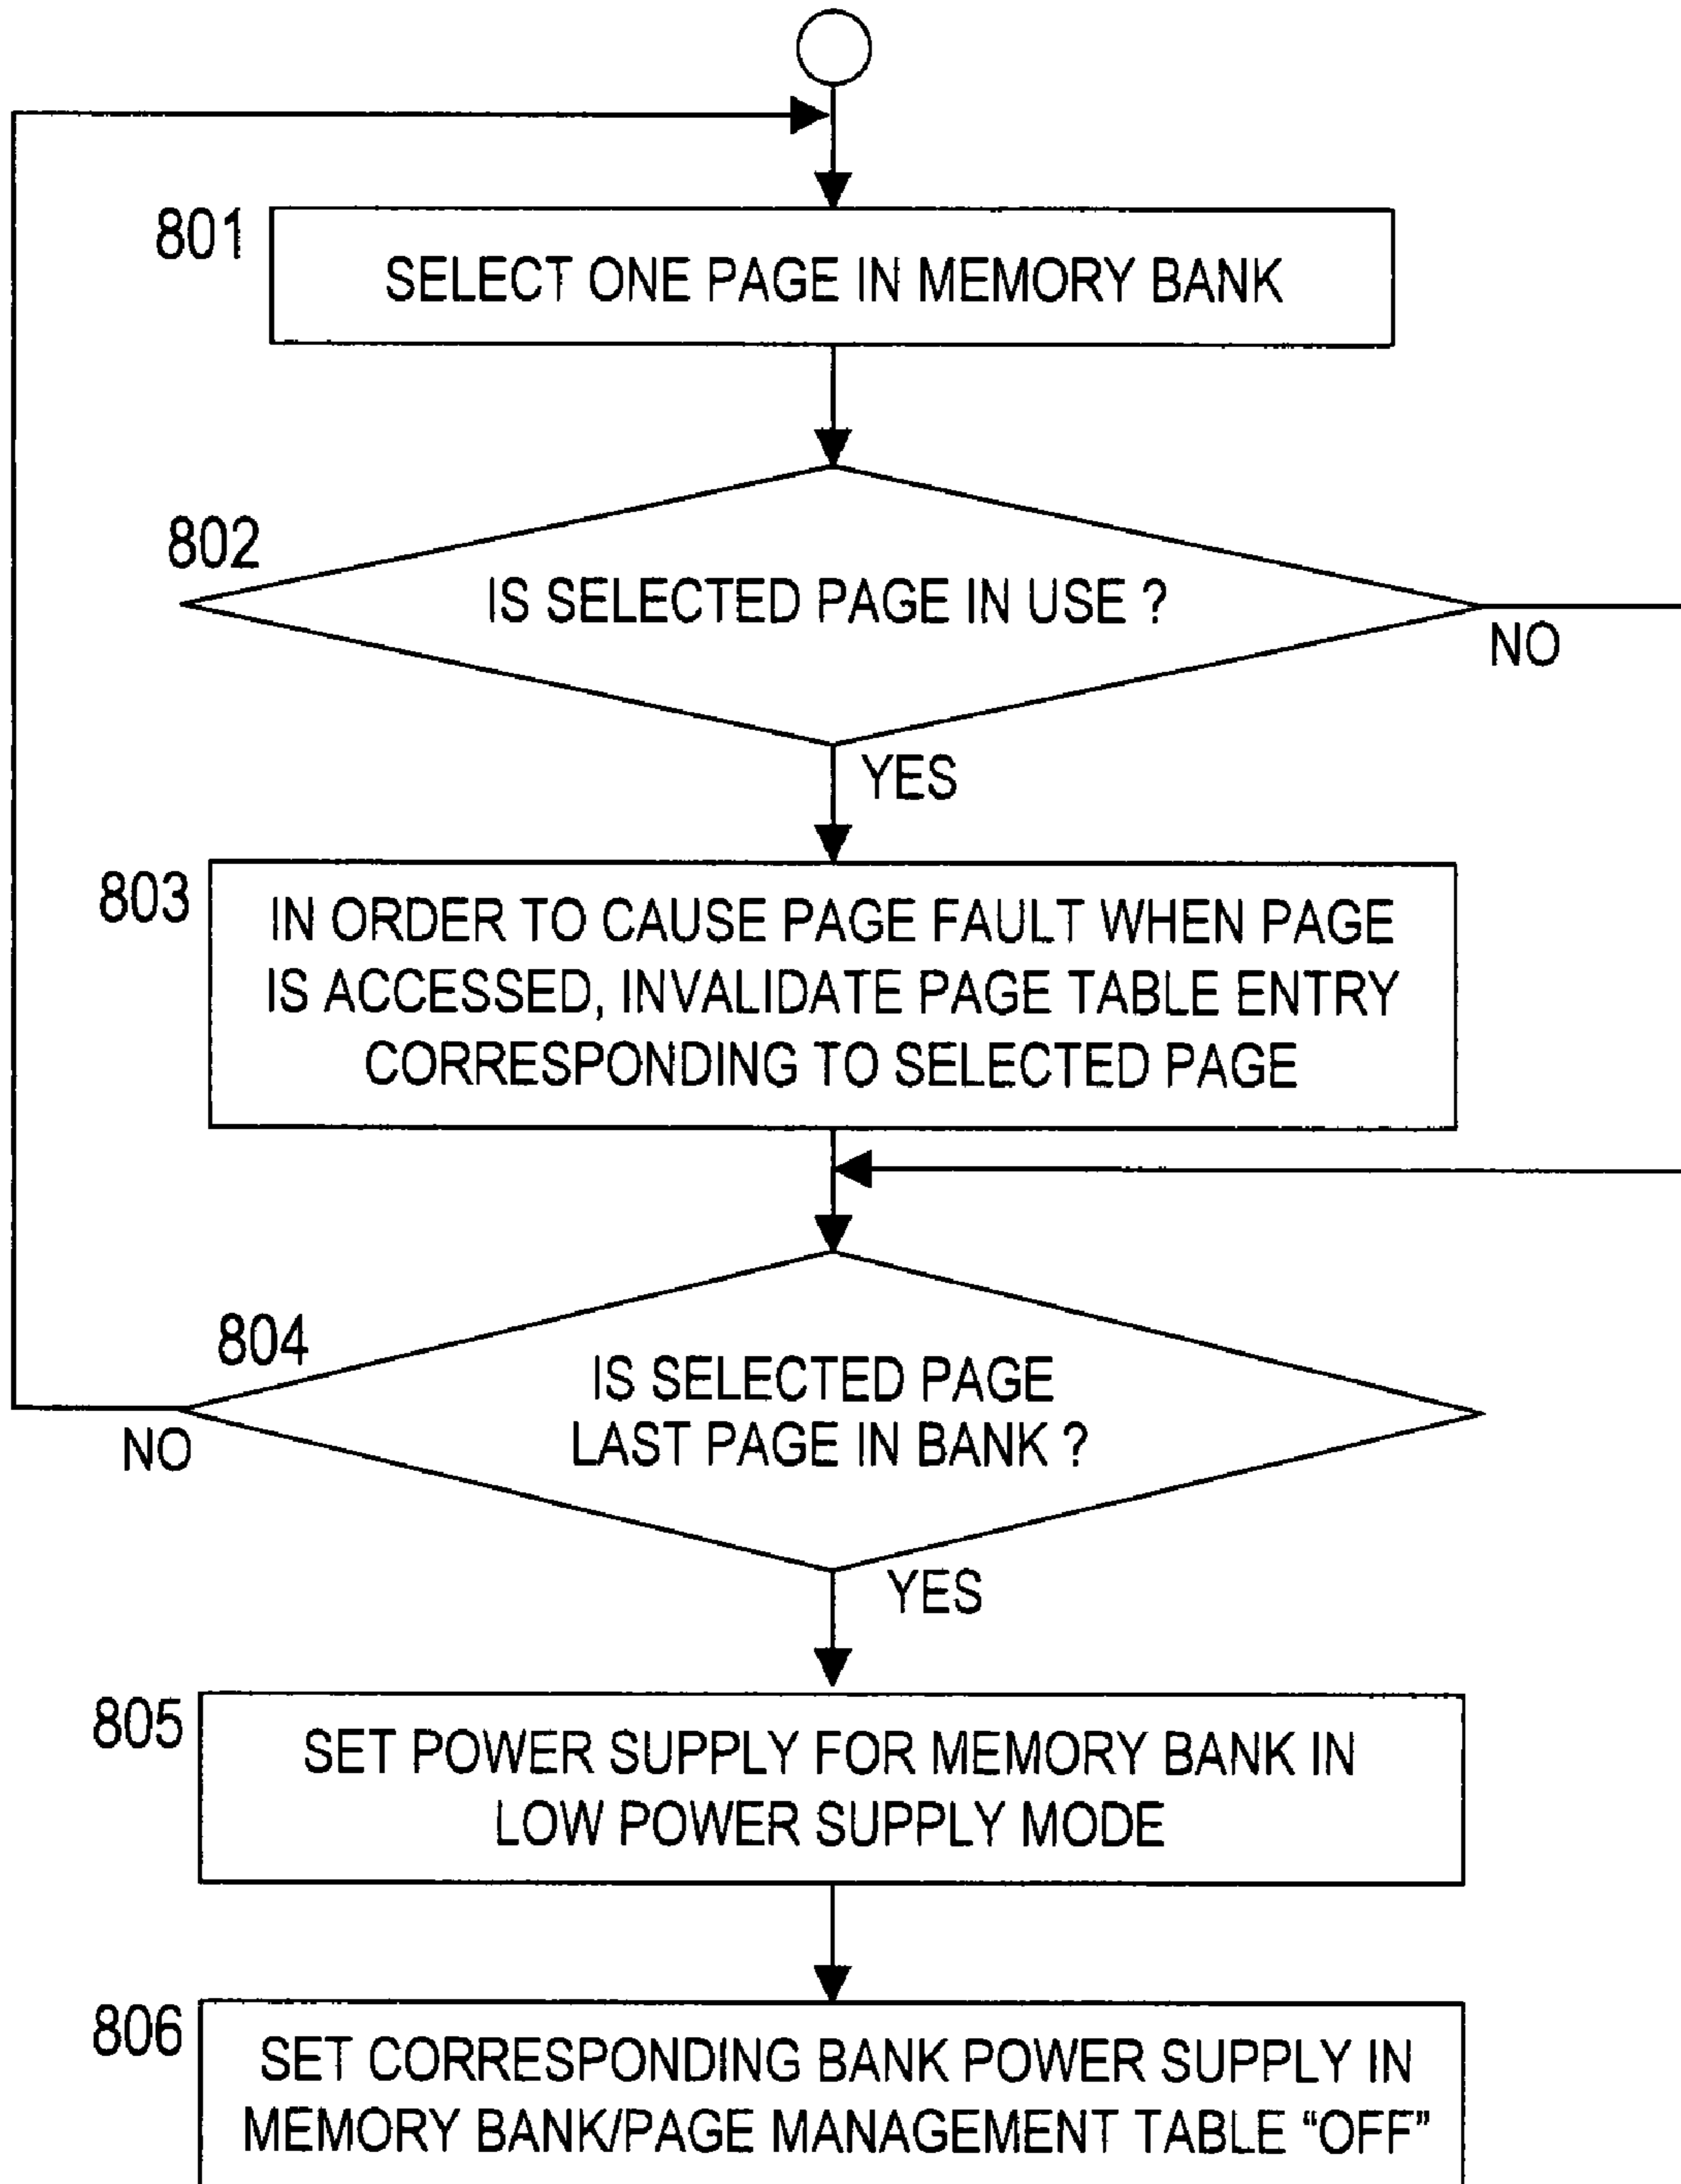 801
SELECT ONE PAGE IN MEMORY BANK
802
IS SELECTED PAGE IN USE ?
NO
YES
803
IN ORDER TO CAUSE PAGE FAULT WHEN PAGE
IS ACCESSED, INVALIDATE PAGE TABLE ENTRY
CORRESPONDING TO SELECTED PAGE
804
IS SELECTED PAGE
LAST PAGE IN BANK ?
NO
YES
805
SET POWER SUPPLY FOR MEMORY BANK IN
LOW POWER SUPPLY MODE
806
SET CORRESPONDING BANK POWER SUPPLY IN
MEMORY BANK/PAGE MANAGEMENT TABLE “OFF”